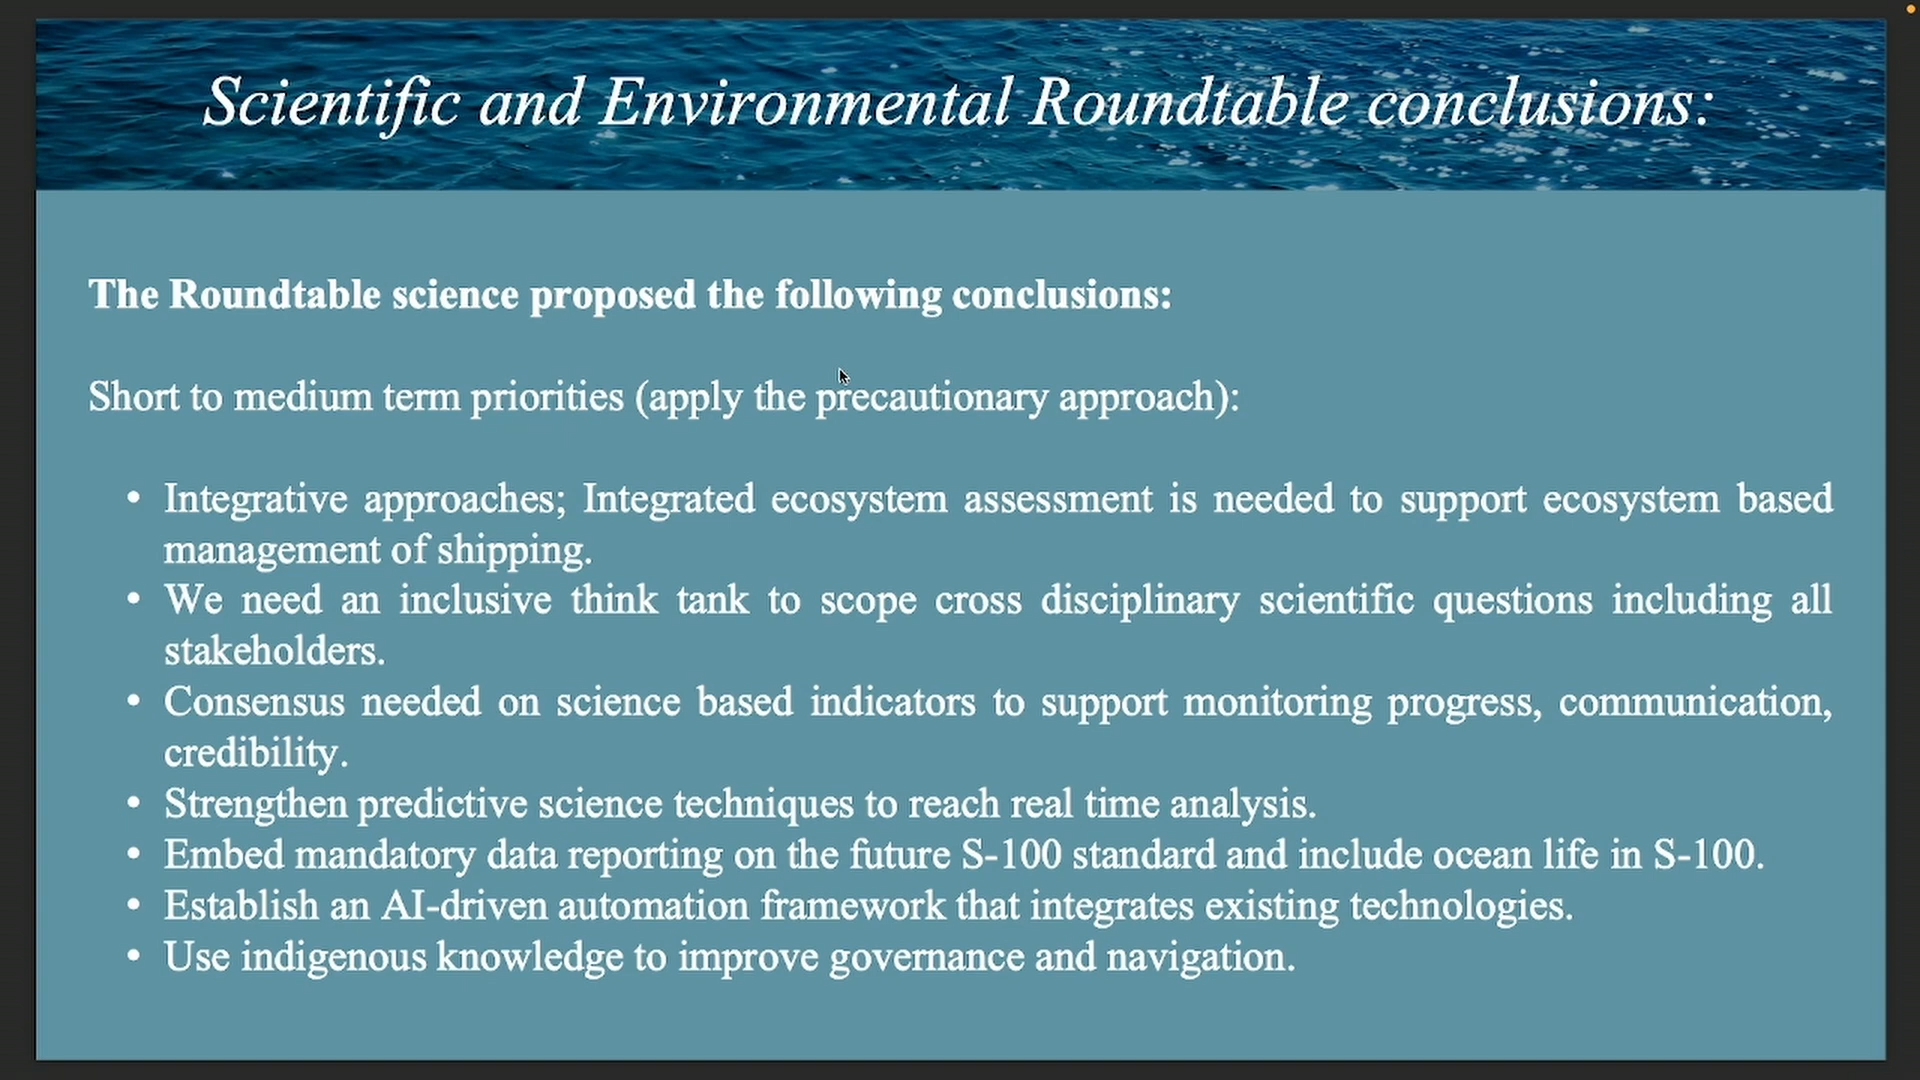 Scientific and Environmental Roundtable conclusions:
The Roundtable science proposed the following conclusions:
Short to medium term priorities (apply the precautionary approach):
• Integrative approaches; Integrated ecosystem assessment is needed to support ecosystem based
management of shipping.
• We need an inclusive think tank to scope cross disciplinary scientific questions including all
stakeholders.
• Consensus needed on science based indicators to support monitoring progress, communication,
credibility.
• Strengthen predictive science techniques to reach real time analysis.
• Embed mandatory data reporting on the future S-100 standard and include ocean life in S-100.
• Establish an AI-driven automation framework that integrates existing technologies.
• Use indigenous knowledge to improve governance and navigation.